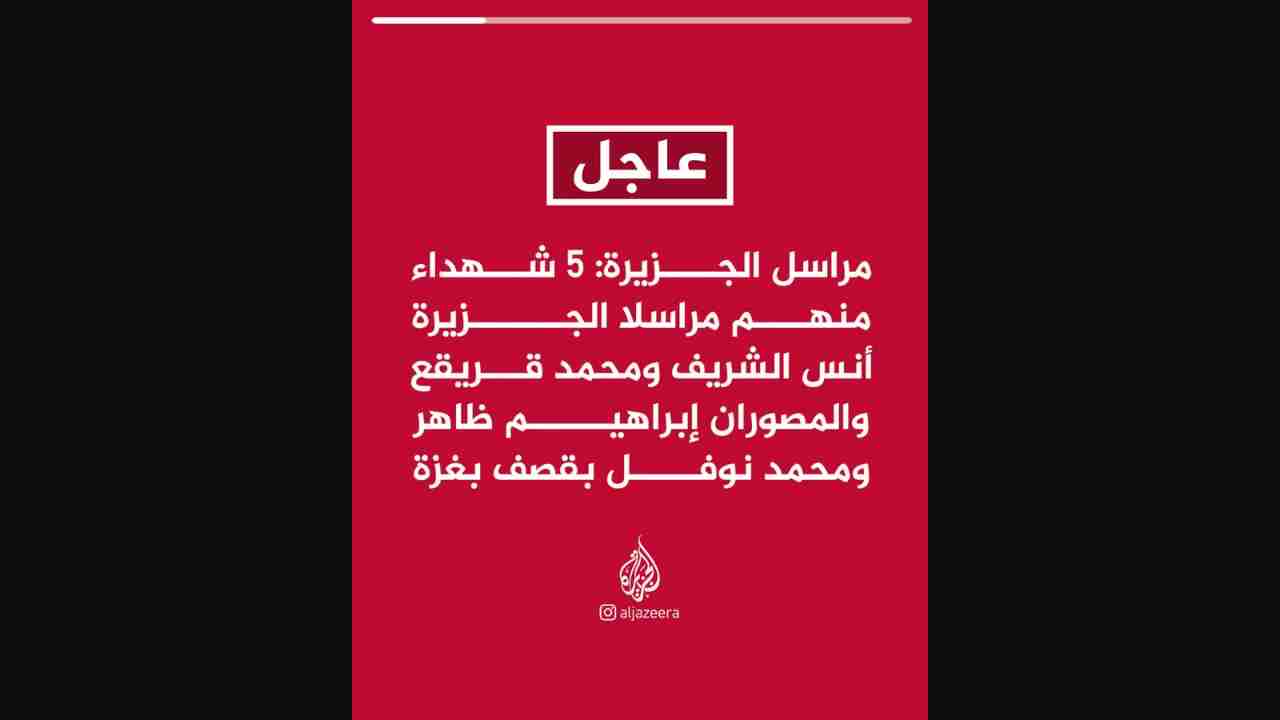 عاجل
مراسل الجزيرة: 5 شهداء
منهم مراسلا الجزيرة
أنس الشريف ومحمد قريقع
والمصوران إبراهيم ظاهر
ومحمد نوفل بقصف بغزة
الجزيرة
aljazeera